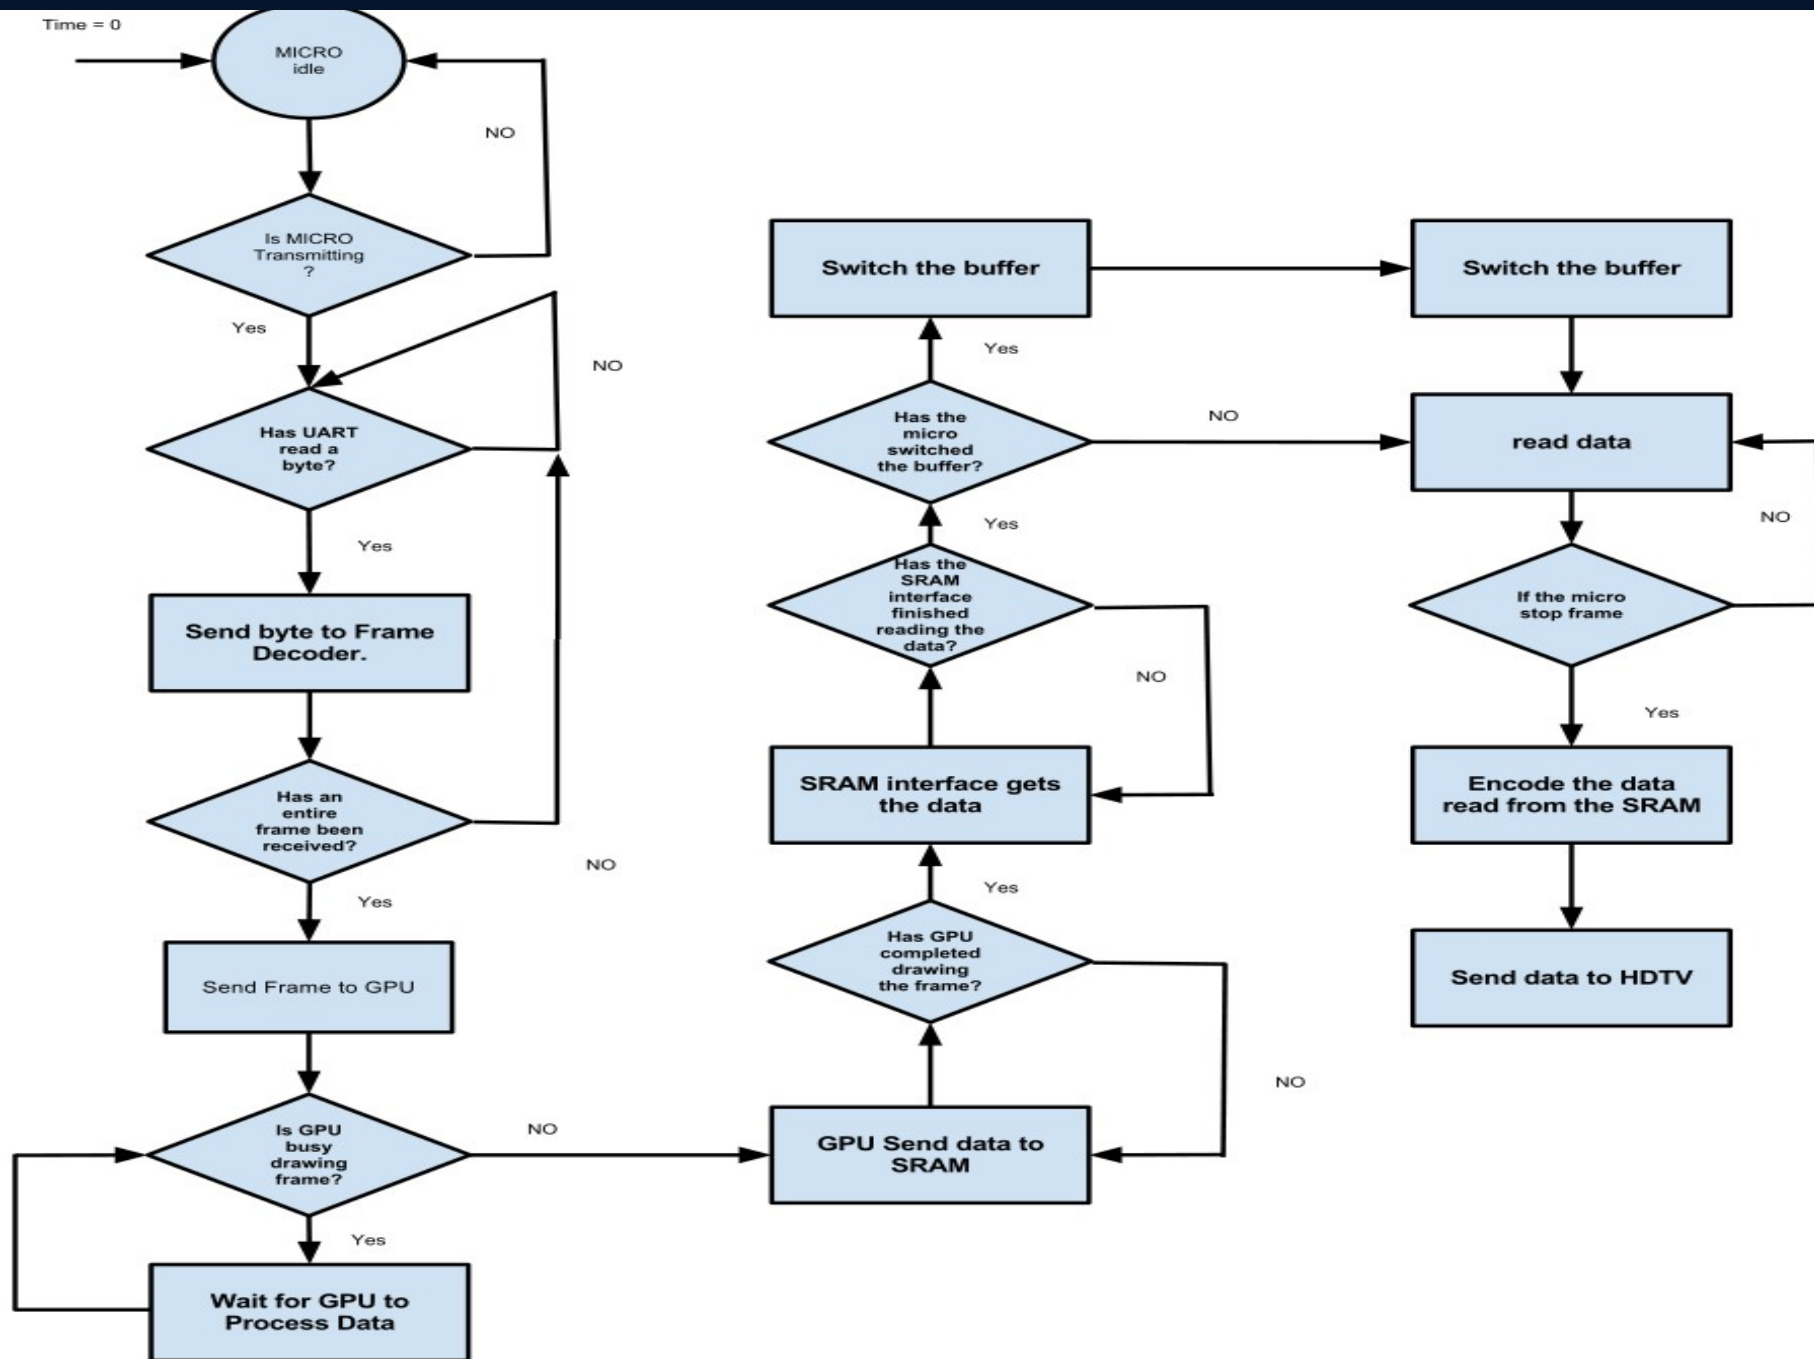 Time = 0
MICRO
idle
NO
Is MICRO
Transmitting
?
Yes
NO
Has UART
read a
byte?
Yes
Send byte to Frame
Decoder.
Has an
entire
frame been
received?
NO
Yes
Send Frame to GPU
Is GPU
busy
drawing
frame?
NO
Yes
Wait for GPU to
Process Data
Switch the buffer
Yes
Has the
micro
switched
the buffer?
NO
Yes
Has the
SRAM
interface
finished
reading the
data?
NO
SRAM interface gets
the data
Yes
Has GPU
completed
drawing
the frame?
NO
GPU Send data to
SRAM
Switch the buffer
read data
NO
If the micro
stop frame
Yes
Encode the data
read from the SRAM
Send data to HDTV